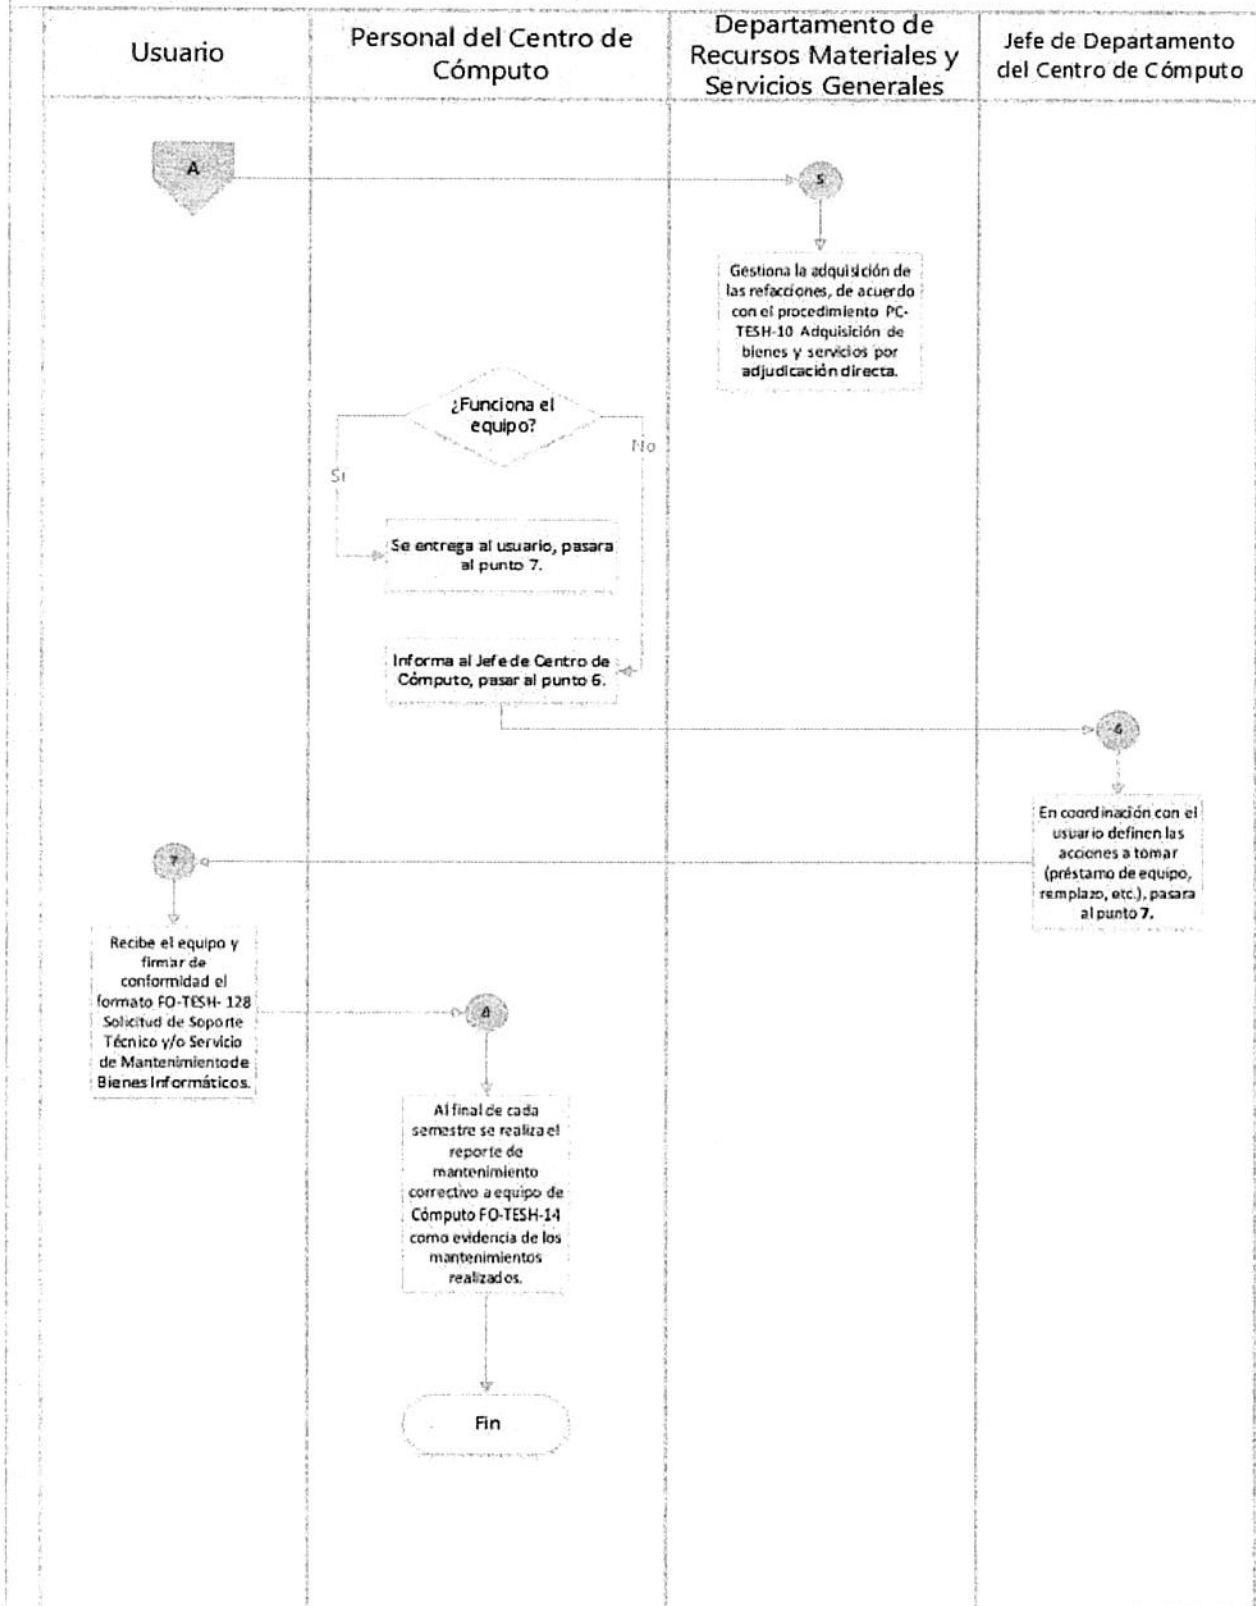 Usuario
Personal del Centro de
Cómputo
Departamento de
Recursos Materiales y
Servicios Generales
Jefe de Departamento
del Centro de Cómputo
A
5
Gestiona la adquisición de
las refacciones, de acuerdo
con el procedimiento PC-
TESH-10 Adquisición de
bienes y servicios por
adjudicación directa.
¿Funciona el
equipo?
Si
No
Se entrega al usuario, pasara
al punto 7.
Informa al Jefe de Centro de
Cómputo, pasar al punto 6.
6
En coordinación con el
usuario definen las
acciones a tomar
(préstamo de equipo,
remplazo, etc.), pasara
al punto 7.
7
Recibe el equipo y
firmar de
conformidad el
formato FO-TESH- 128
Solicitud de Soporte
Técnico y/o Servicio
de Mantenimientode
Bienes Informáticos.
8
Al final de cada
semestre se realiza el
reporte de
mantenimiento
correctivo a equipo de
Cómputo FO-TESH-14
como evidencia de los
mantenimientos
realizados.
Fin